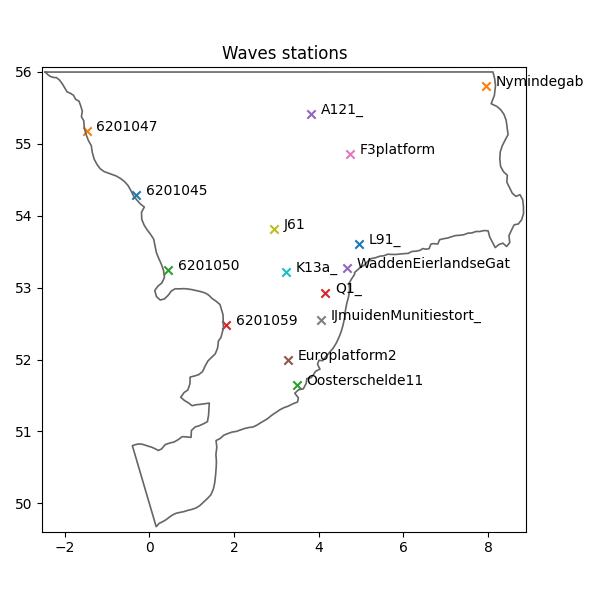 Waves stations
56
Nymindegab
A121_
6201047
55
F3platform
6201045
54
J61
L91_
WaddenEierlandseGat
6201050
K13a_
53
Q1_
6201059
IJmuidenMunitiestort_
52
Europlatform2
Oosterschelde11
51
50
−2
0
2
4
6
8